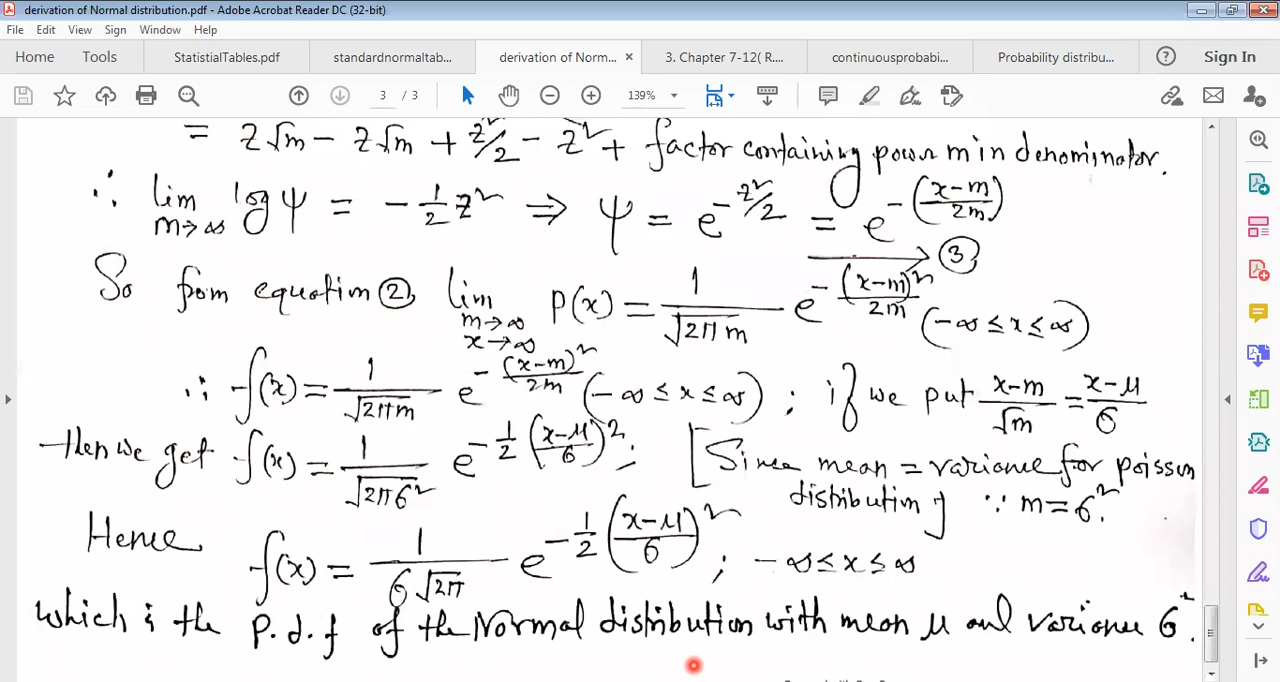 derivation of Normal distribution.pdf - Adobe Acrobat Reader DC (32-bit)
File Edit View Sign Window Help
Home Tools StatistialTables.pdf standardnormaltab... derivation of Norm... × 3. Chapter 7-12( R.... continuousprobabi... Probability distribu... Sign In
3 / 3 139%
= Z√m - Z√m + Z²/2 - Z² + factor containing power m in denominator.
∴ lim m→∞ log ψ = -1/2 Z² ⇒ ψ = e^-Z²/2 = e^-(x-m)/2m
③
So from equation ②, lim m→∞ x→∞ P(x) = 1/√2πm e^-(x-m)²/2m (-∞ ≤ x ≤ ∞)
∴ f(x) = 1/√2πm e^-(x-m)²/2m (-∞ ≤ x ≤ ∞) ; if we put x-m/√m = x-μ/σ
then we get f(x) = 1/√2πσ² e^-1/2(x-μ/σ)² ; [Since mean = variance for poisson
distribution] ∵ m = σ².
Hence f(x) = 1/σ√2π e^-1/2(x-μ/σ)² ; -∞ ≤ x ≤ ∞
which is the p.d.f of the Normal distribution with mean μ and variance σ².